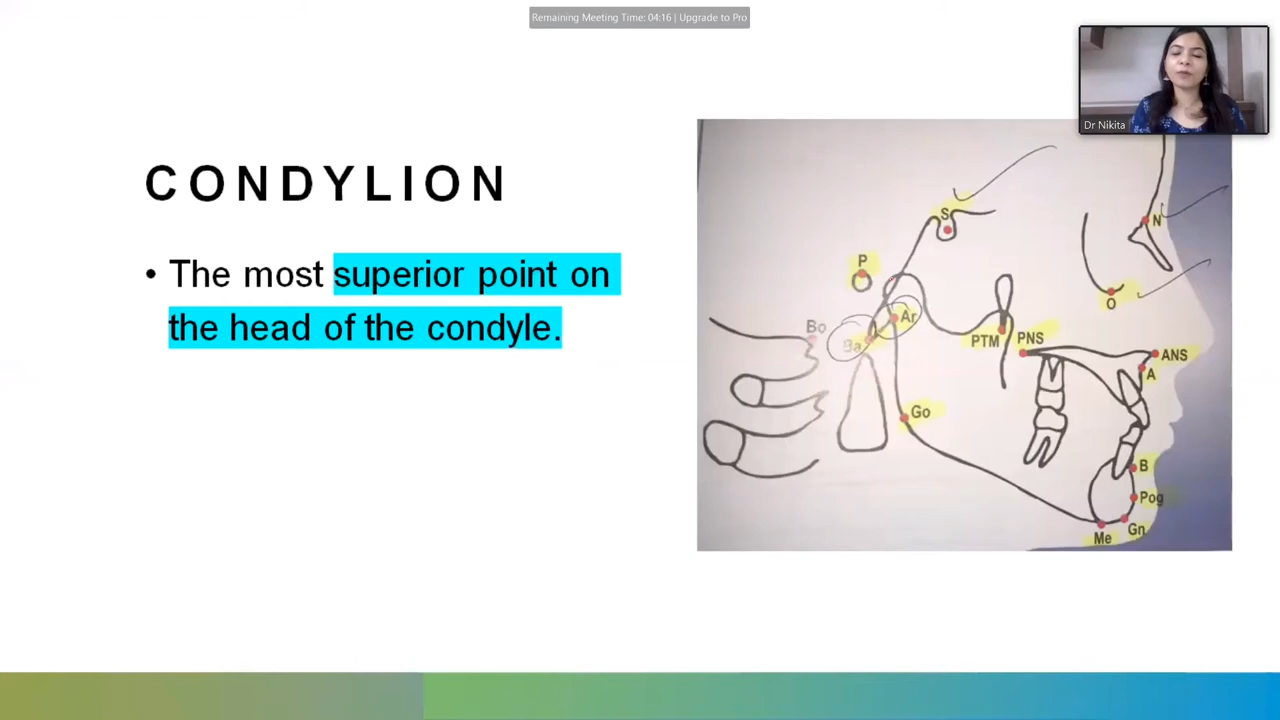 Remaining Meeting Time: 04:16 | Upgrade to Pro
Dr Nikita
CONDYLION
• The most superior point on
the head of the condyle.
S
N
P
O
Ar
Bo
Ba
PTM
PNS
ANS
A
Go
B
Pog
Gn
Me